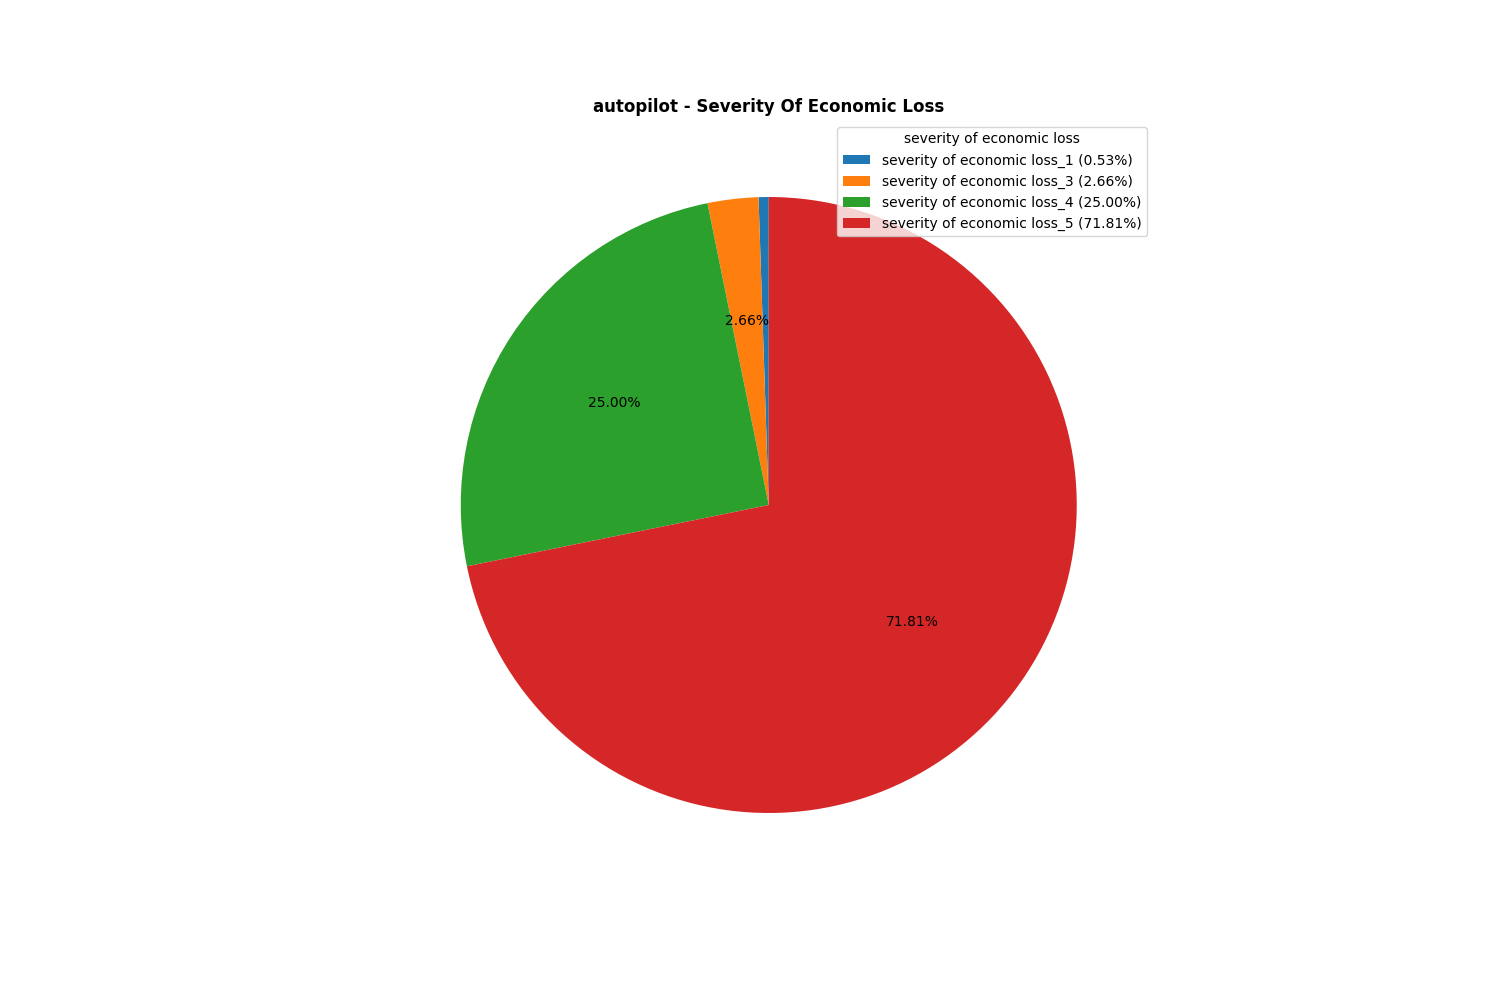 autopilot - Severity Of Economic Loss
severity of economic loss
severity of economic loss_1 (0.53%)
severity of economic loss_3 (2.66%)
severity of economic loss_4 (25.00%)
severity of economic loss_5 (71.81%)
2.66%
25.00%
71.81%